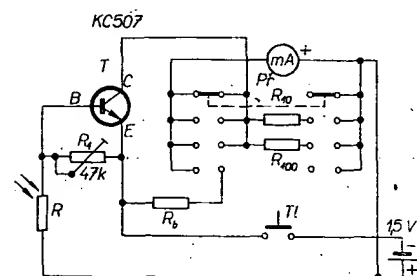 KC507
T
C
mA
+
Př
B
R10
E
R1
47k
R100
R
Rb
Tl
1,5 V
−
+